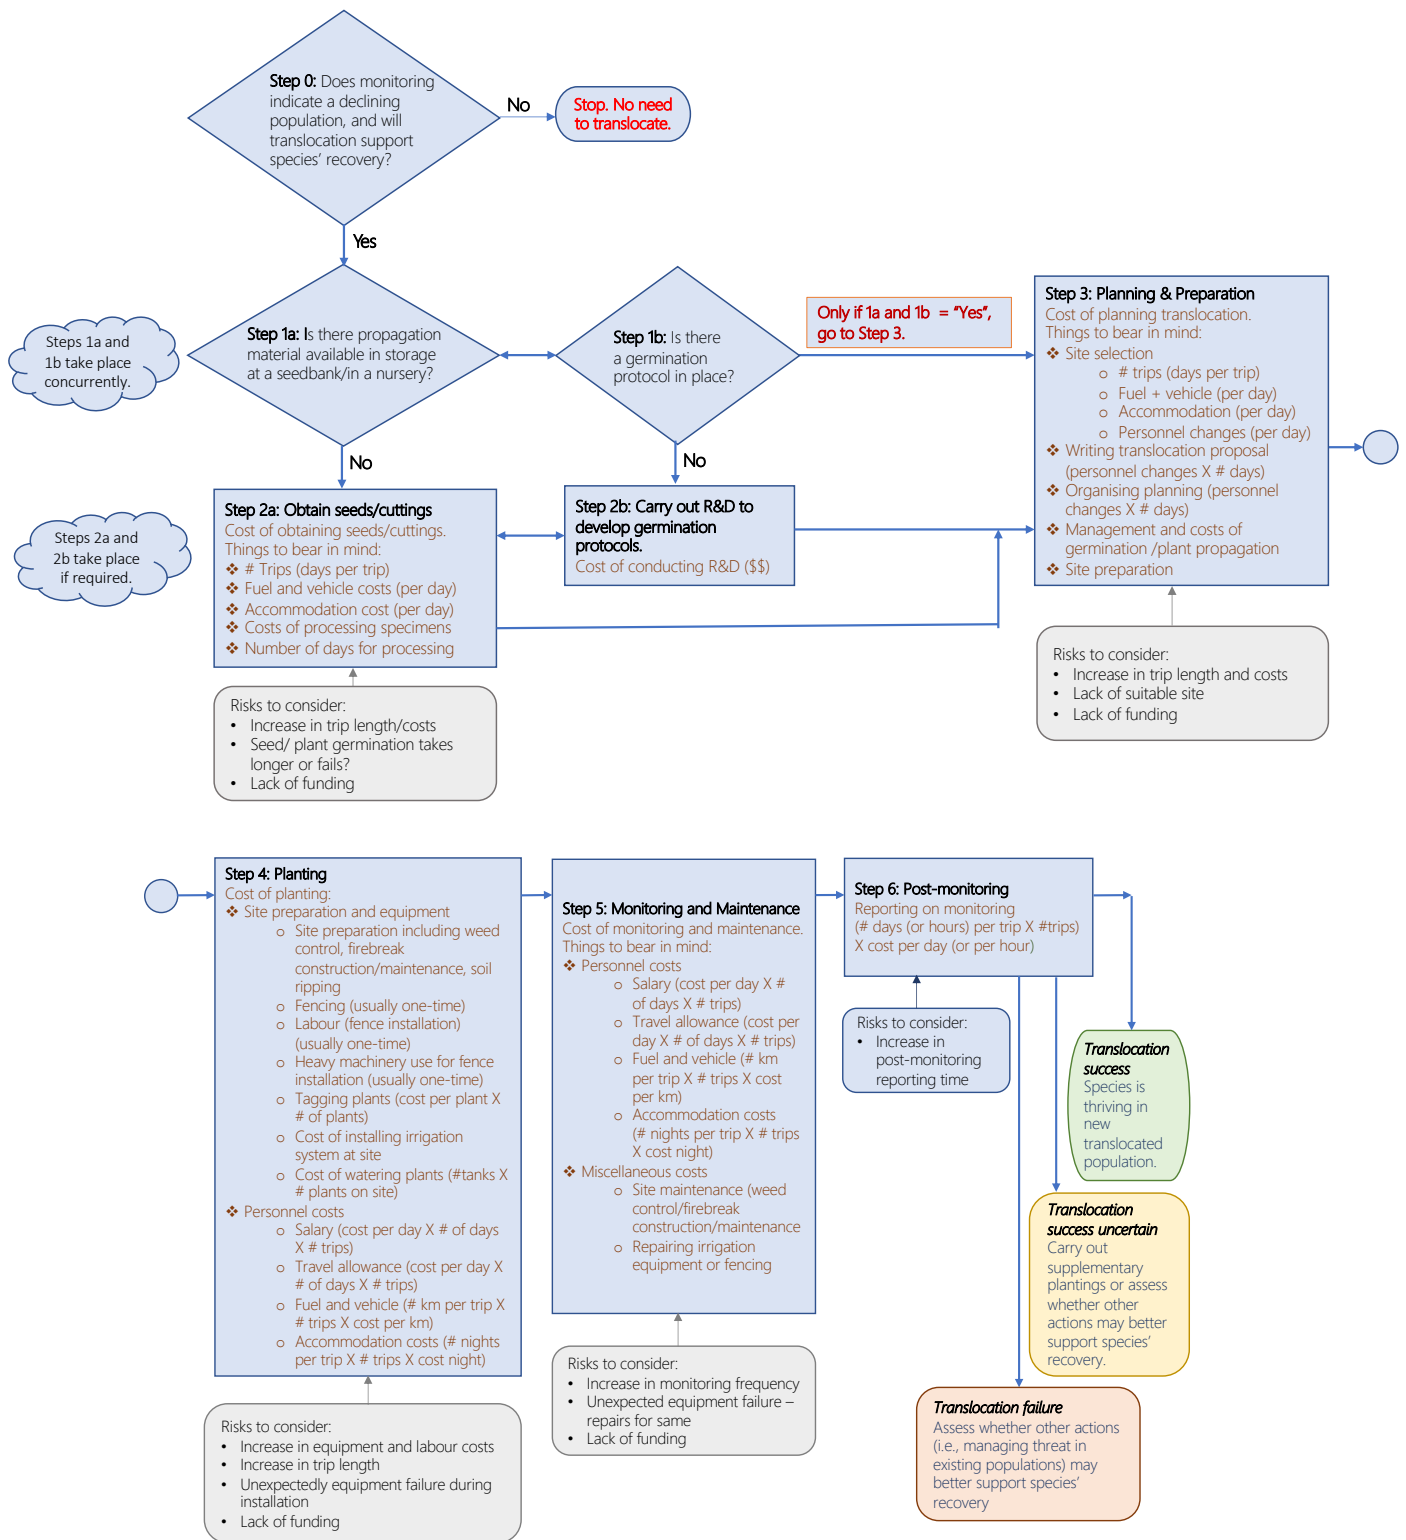 Step 0: Does monitoring
indicate a declining
population, and will
translocation support
species’ recovery?
No
Stop. No need
to translocate.
Yes
Steps 1a and
1b take place
concurrently.
Step 1a: Is there propagation
material available in storage
at a seedbank/in a nursery?
Step 1b: Is there
a germination
protocol in place?
Only if 1a and 1b = “Yes”,
go to Step 3.
No
No
Steps 2a and
2b take place
if required.
Step 2a: Obtain seeds/cuttings
Cost of obtaining seeds/cuttings.
Things to bear in mind:
❖ # Trips (days per trip)
❖ Fuel and vehicle costs (per day)
❖ Accommodation cost (per day)
❖ Costs of processing specimens
❖ Number of days for processing
Risks to consider:
• Increase in trip length/costs
• Seed/ plant germination takes
longer or fails?
• Lack of funding
Step 2b: Carry out R&D to
develop germination
protocols.
Cost of conducting R&D ($$)
Step 3: Planning & Preparation
Cost of planning translocation.
Things to bear in mind:
❖ Site selection
o # trips (days per trip)
o Fuel + vehicle (per day)
o Accommodation (per day)
o Personnel changes (per day)
❖ Writing translocation proposal
(personnel changes X # days)
❖ Organising planning (personnel
changes X # days)
❖ Management and costs of
germination /plant propagation
❖ Site preparation
Risks to consider:
• Increase in trip length and costs
• Lack of suitable site
• Lack of funding
Step 4: Planting
Cost of planting:
❖ Site preparation and equipment
o Site preparation including weed
control, firebreak
construction/maintenance, soil
ripping
o Fencing (usually one-time)
o Labour (fence installation)
(usually one-time)
o Heavy machinery use for fence
installation (usually one-time)
o Tagging plants (cost per plant X
# of plants)
o Cost of installing irrigation
system at site
o Cost of watering plants (#tanks X
# plants on site)
❖ Personnel costs
o Salary (cost per day X # of days
X # trips)
o Travel allowance (cost per day X
# of days X # trips)
o Fuel and vehicle (# km per trip X
# trips X cost per km)
o Accommodation costs (# nights
per trip X # trips X cost night)
Risks to consider:
• Increase in equipment and labour costs
• Increase in trip length
• Unexpectedly equipment failure during
installation
• Lack of funding
Step 5: Monitoring and Maintenance
Cost of monitoring and maintenance.
Things to bear in mind:
❖ Personnel costs
o Salary (cost per day X #
of days X # trips)
o Travel allowance (cost per
day X # of days X # trips)
o Fuel and vehicle (# km
per trip X # trips X cost
per km)
o Accommodation costs
(# nights per trip X # trips
X cost night)
❖ Miscellaneous costs
o Site maintenance (weed
control/firebreak
construction/maintenance
o Repairing irrigation
equipment or fencing
Risks to consider:
• Increase in monitoring frequency
• Unexpected equipment failure –
repairs for same
• Lack of funding
Step 6: Post-monitoring
Reporting on monitoring
(# days (or hours) per trip X #trips)
X cost per day (or per hour)
Risks to consider:
• Increase in
post-monitoring
reporting time
Translocation
success
Species is
thriving in
new
translocated
population.
Translocation
success uncertain
Carry out
supplementary
plantings or assess
whether other
actions may better
support species’
recovery.
Translocation failure
Assess whether other actions
(i.e., managing threat in
existing populations) may
better support species’
recovery